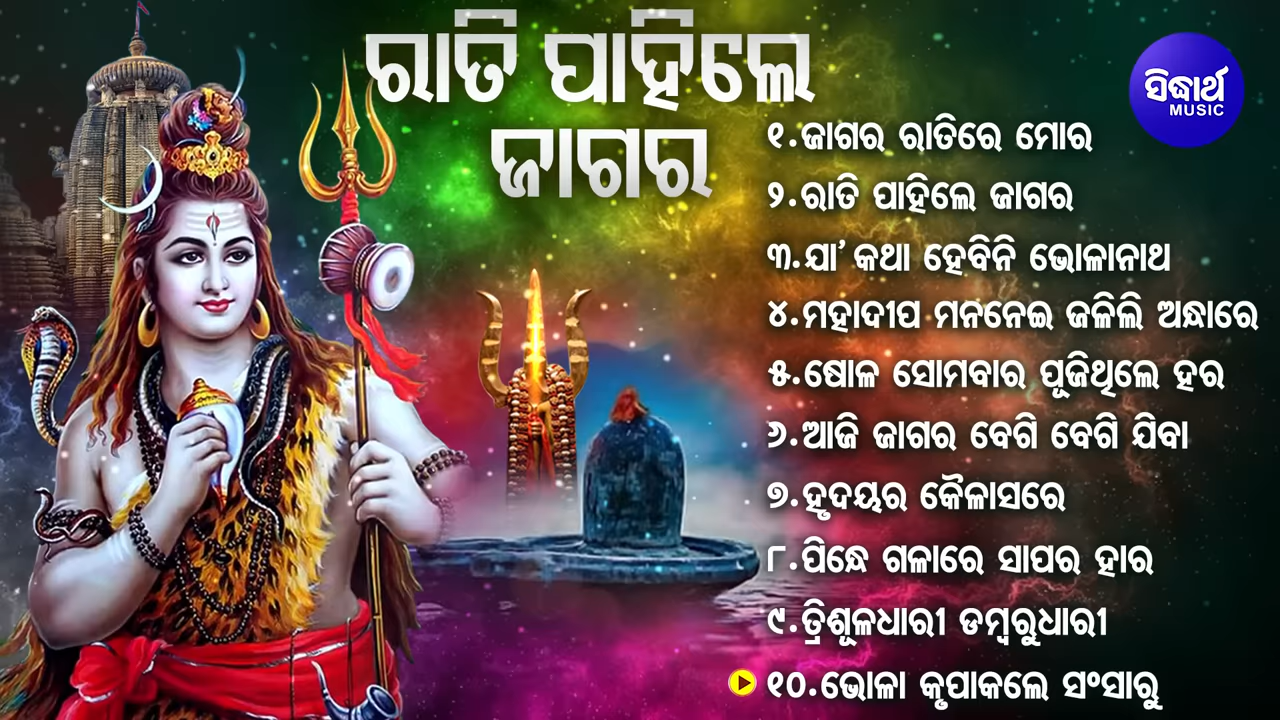 ରାତି ପାହିଲେ
ଜାଗର
ସିଦ୍ଧାର୍ଥ
MUSIC
୧.ଜାଗର ରାତିରେ ମୋର
୨.ରାତି ପାହିଲେ ଜାଗର
୩.ଯା' କଥା ହେବିନି ଭୋଳାନାଥ
୪.ମହାଦୀପ ମନନେଇ ଜଳିଲି ଅନ୍ଧାରେ
୫.ଷୋଳ ସୋମବାର ପୂଜିଥିଲେ ହର
୬.ଆଜି ଜାଗର ବେଗି ବେଗି ଯିବା
୭.ହୃଦୟର କୈଳାସରେ
୮.ପିନ୍ଧେ ଗଳାରେ ସାପର ହାର
୯.ତ୍ରିଶୂଳଧାରୀ ଡମ୍ବରୁଧାରୀ
୧୦.ଭୋଳା କୃପାକଲେ ସଂସାରୁ